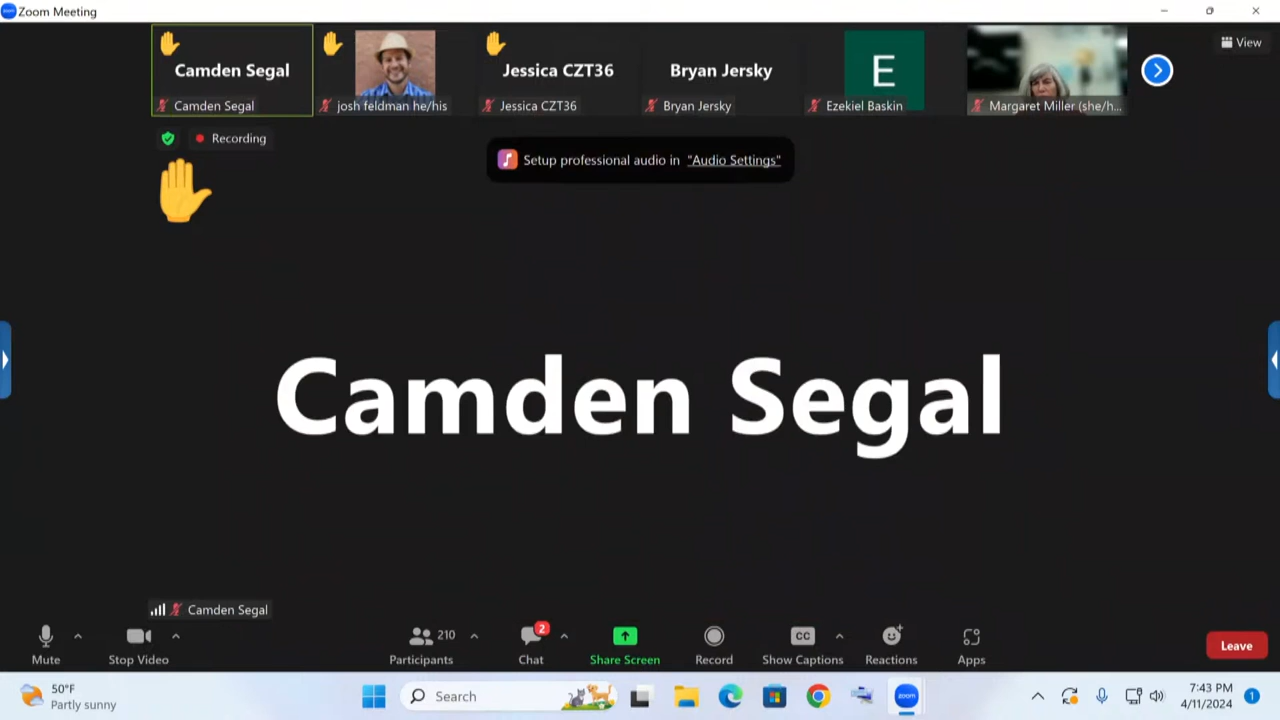 Zoom Meeting
Camden Segal
Camden Segal
josh feldman he/his
Jessica CZT36
Jessica CZT36
Bryan Jersky
Bryan Jersky
E
Ezekiel Baskin
Margaret Miller (she/h...
View
Recording
Setup professional audio in "Audio Settings"
Camden Segal
Camden Segal
Mute
Stop Video
210
Participants
2
Chat
Share Screen
Record
CC
Show Captions
Reactions
Apps
Leave
50°F
Partly sunny
Search
zoom
7:43 PM
4/11/2024
1